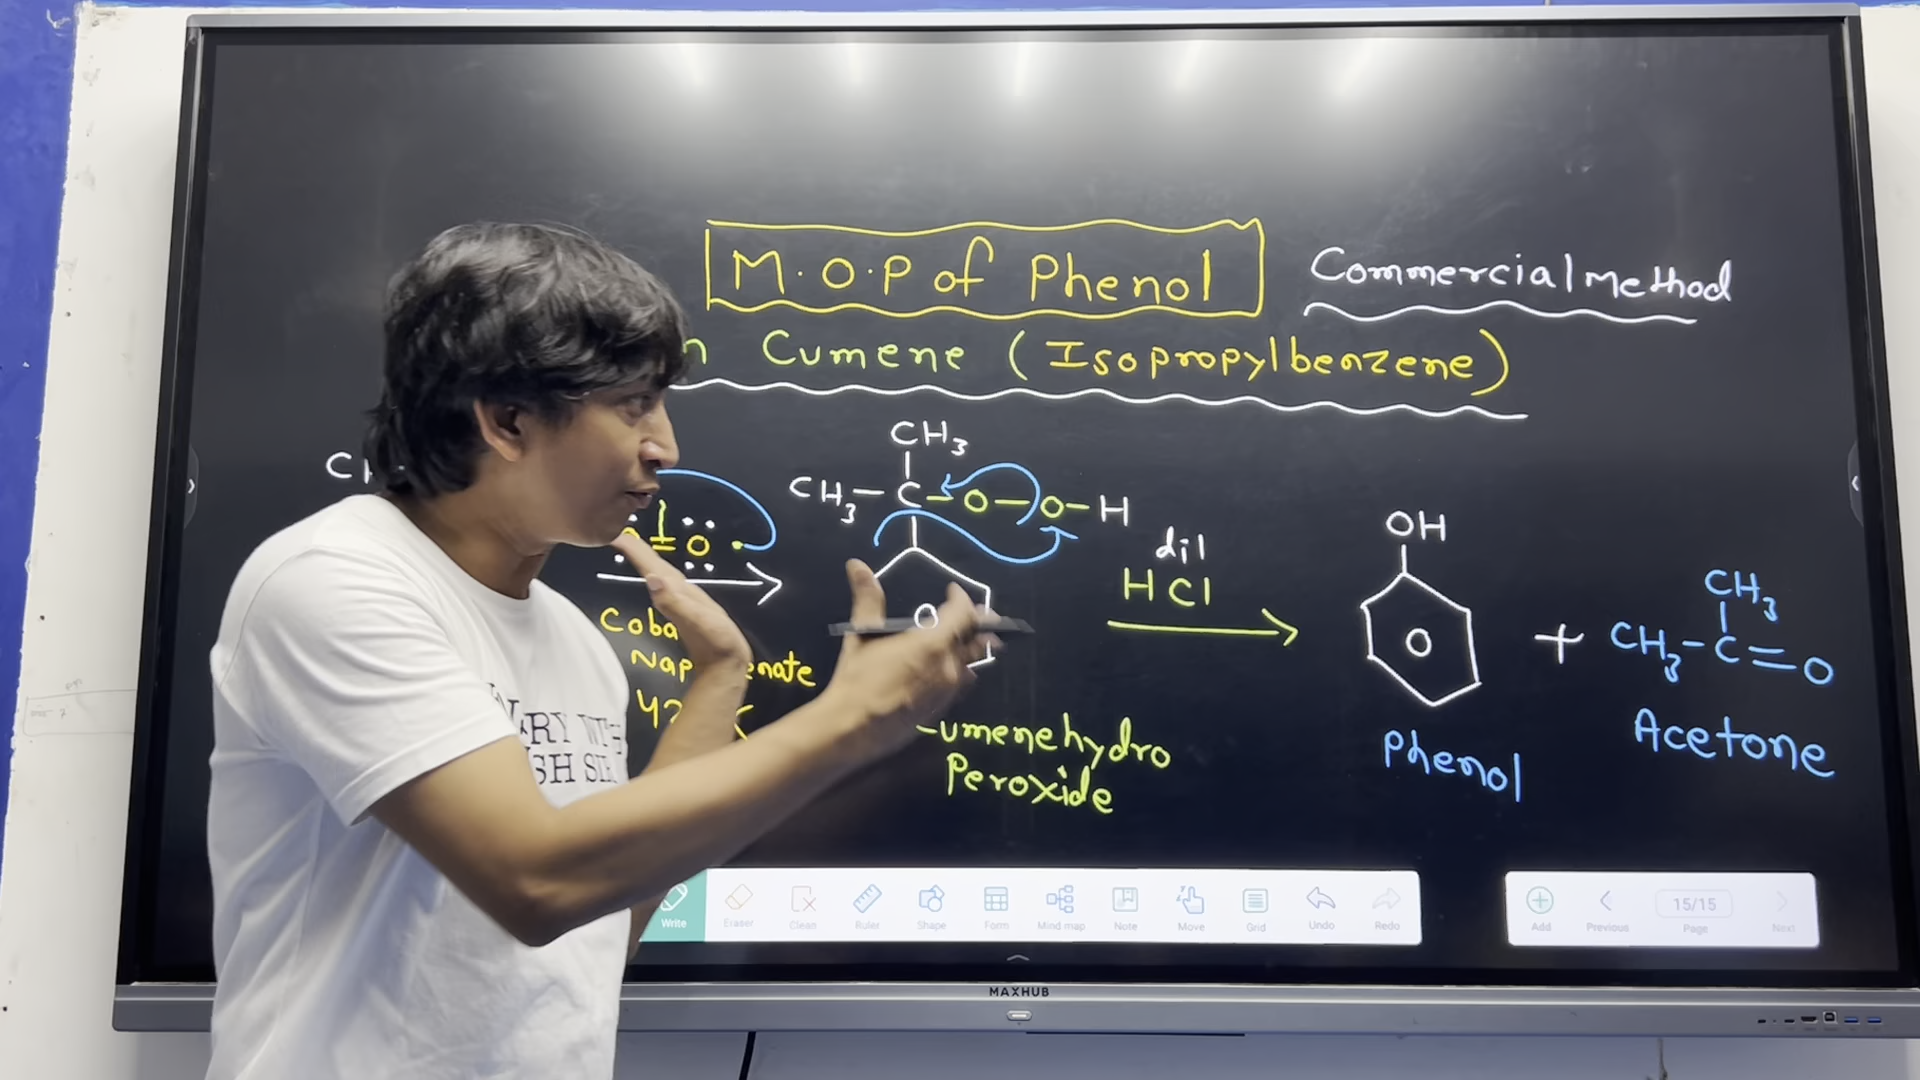 M.O.P of Phenol
Commercial Method
Cumene (Isopropylbenzene)
CH3
CH3-C-O-O-H
O=O
dil
HCl
OH
CH3
CH3-C=O
+
Phenol
Acetone
umenehydro
Peroxide
Write
Eraser
Clean
Ruler
Shape
Form
Mind map
Note
Move
Grid
Undo
Redo
Add
Previous
15/15
Page
Next
MAXHUB